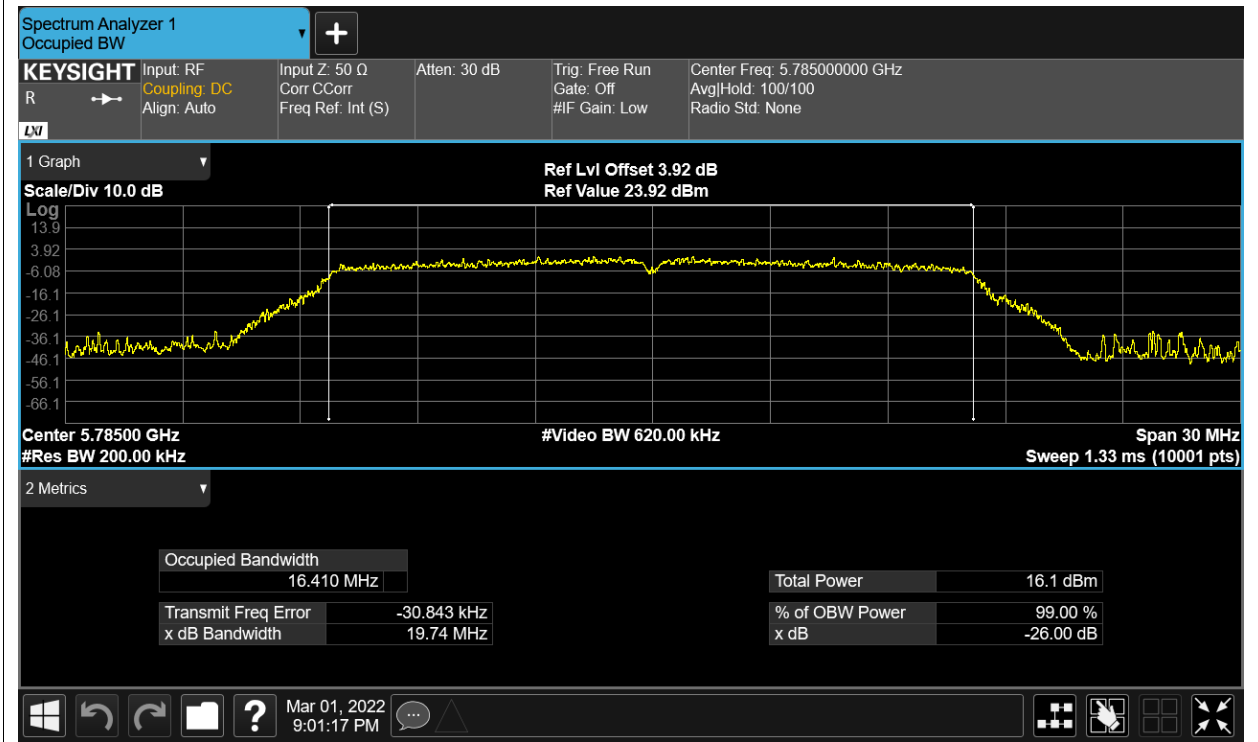 Spectrum Analyzer 1
Occupied BW
KEYSIGHT
R
LXI
Input: RF
Coupling: DC
Align: Auto
Input Z: 50 Ω
Corr CCorr
Freq Ref: Int (S)
Atten: 30 dB
Trig: Free Run
Gate: Off
#IF Gain: Low
Center Freq: 5.785000000 GHz
Avg|Hold: 100/100
Radio Std: None
1 Graph
Scale/Div 10.0 dB
Ref Lvl Offset 3.92 dB
Ref Value 23.92 dBm
Log
13.9
3.92
-6.08
-16.1
-26.1
-36.1
-46.1
-56.1
-66.1
Center 5.78500 GHz
#Video BW 620.00 kHz
Span 30 MHz
#Res BW 200.00 kHz
Sweep 1.33 ms (10001 pts)
2 Metrics
Occupied Bandwidth
16.410 MHz
Transmit Freq Error -30.843 kHz
x dB Bandwidth 19.74 MHz
Total Power 16.1 dBm
% of OBW Power 99.00 %
x dB -26.00 dB
?
Mar 01, 2022
9:01:17 PM